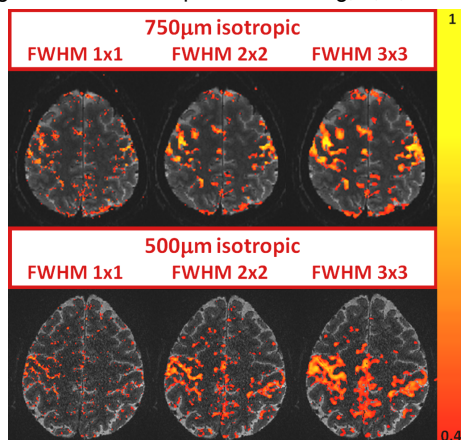 750μm isotropic
FWHM 1x1 FWHM 2x2 FWHM 3x3
1
500μm isotropic
FWHM 1x1 FWHM 2x2 FWHM 3x3
0.4